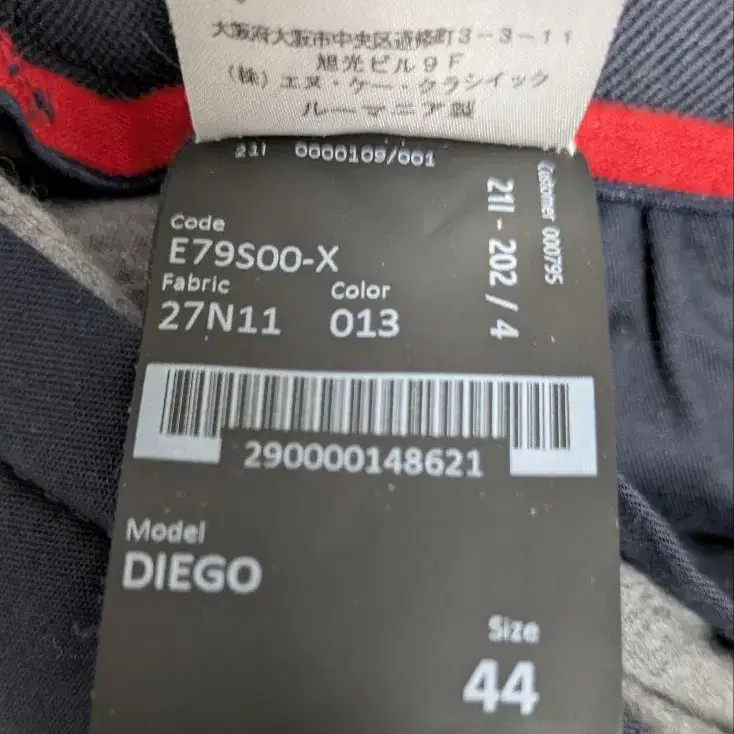 大阪府大阪市中央区道修町3-3-11
旭光ビル9F
(株)エヌ・ケー・クラシイック
ルーマニア製
21I 0000109/001
Customer 000795
21I - 202 / 4
Code
E79S00-X
Fabric Color
27N11 013
290000148621
Model
DIEGO
Size
44